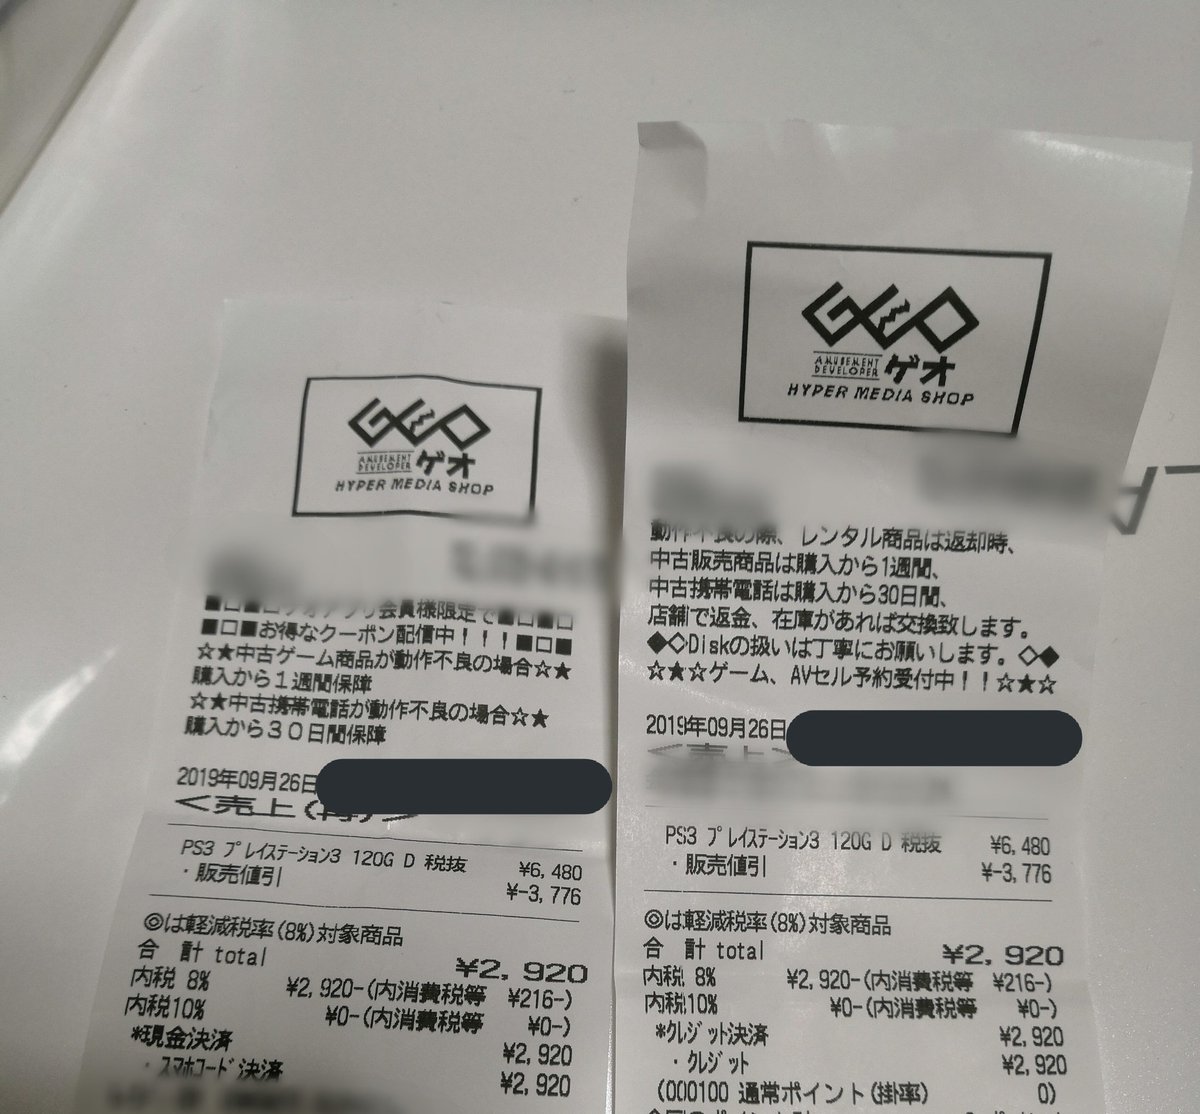 GEO
AMUSEMENT
DEVELOPER
ゲオ
HYPER MEDIA SHOP
会員様限定で■□■□
■□■お得なクーポン配信中!!!■□■
☆★中古ゲーム商品が動作不良の場合☆★
購入から1週間保障
☆★中古携帯電話が動作不良の場合☆★
購入から30日間保障
2019年09月26日
<売上(再)>
PS3 プレイステーション3 120G D 税抜 ¥6,480
・販売値引 ¥-3,776
◎は軽減税率(8%)対象商品
合 計 total ¥2,920
内税 8% ¥2,920-(内消費税等 ¥216-)
内税10% ¥0-(内消費税等 ¥0-)
*現金決済 ¥2,920
・スマホコード決済 ¥2,920
GEO
AMUSEMENT
DEVELOPER
ゲオ
HYPER MEDIA SHOP
動作不良の際、レンタル商品は返却時、
中古販売商品は購入から1週間、
中古携帯電話は購入から30日間、
店舗で返金、在庫があれば交換致します。
◆◇Diskの扱いは丁寧にお願いします。◇◆
☆★☆ゲーム、AVセル予約受付中!!☆★☆
2019年09月26日
<売上>
PS3 プレイステーション3 120G D 税抜 ¥6,480
・販売値引 ¥-3,776
◎は軽減税率(8%)対象商品
合 計 total ¥2,920
内税 8% ¥2,920-(内消費税等 ¥216-)
内税10% ¥0-(内消費税等 ¥0-)
*クレジット決済 ¥2,920
・クレジット ¥2,920
(000100 通常ポイント(掛率) 0)